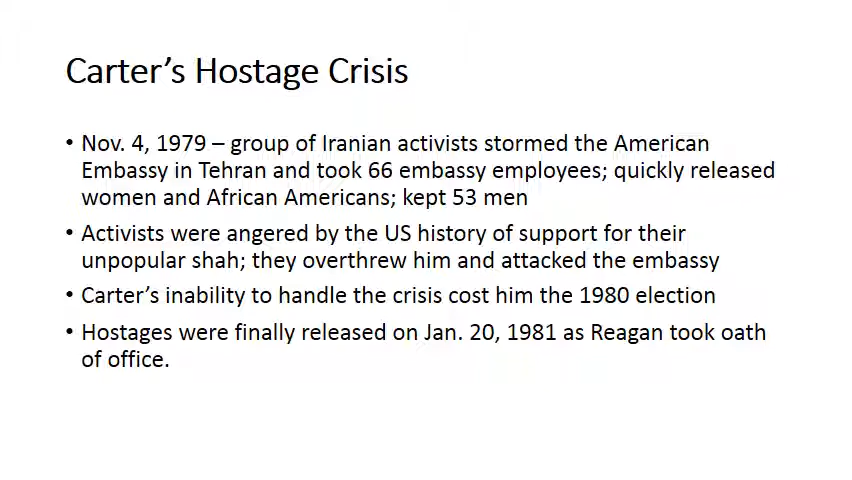 Carter’s Hostage Crisis
• Nov. 4, 1979 – group of Iranian activists stormed the American
Embassy in Tehran and took 66 embassy employees; quickly released
women and African Americans; kept 53 men
• Activists were angered by the US history of support for their
unpopular shah; they overthrew him and attacked the embassy
• Carter’s inability to handle the crisis cost him the 1980 election
• Hostages were finally released on Jan. 20, 1981 as Reagan took oath
of office.